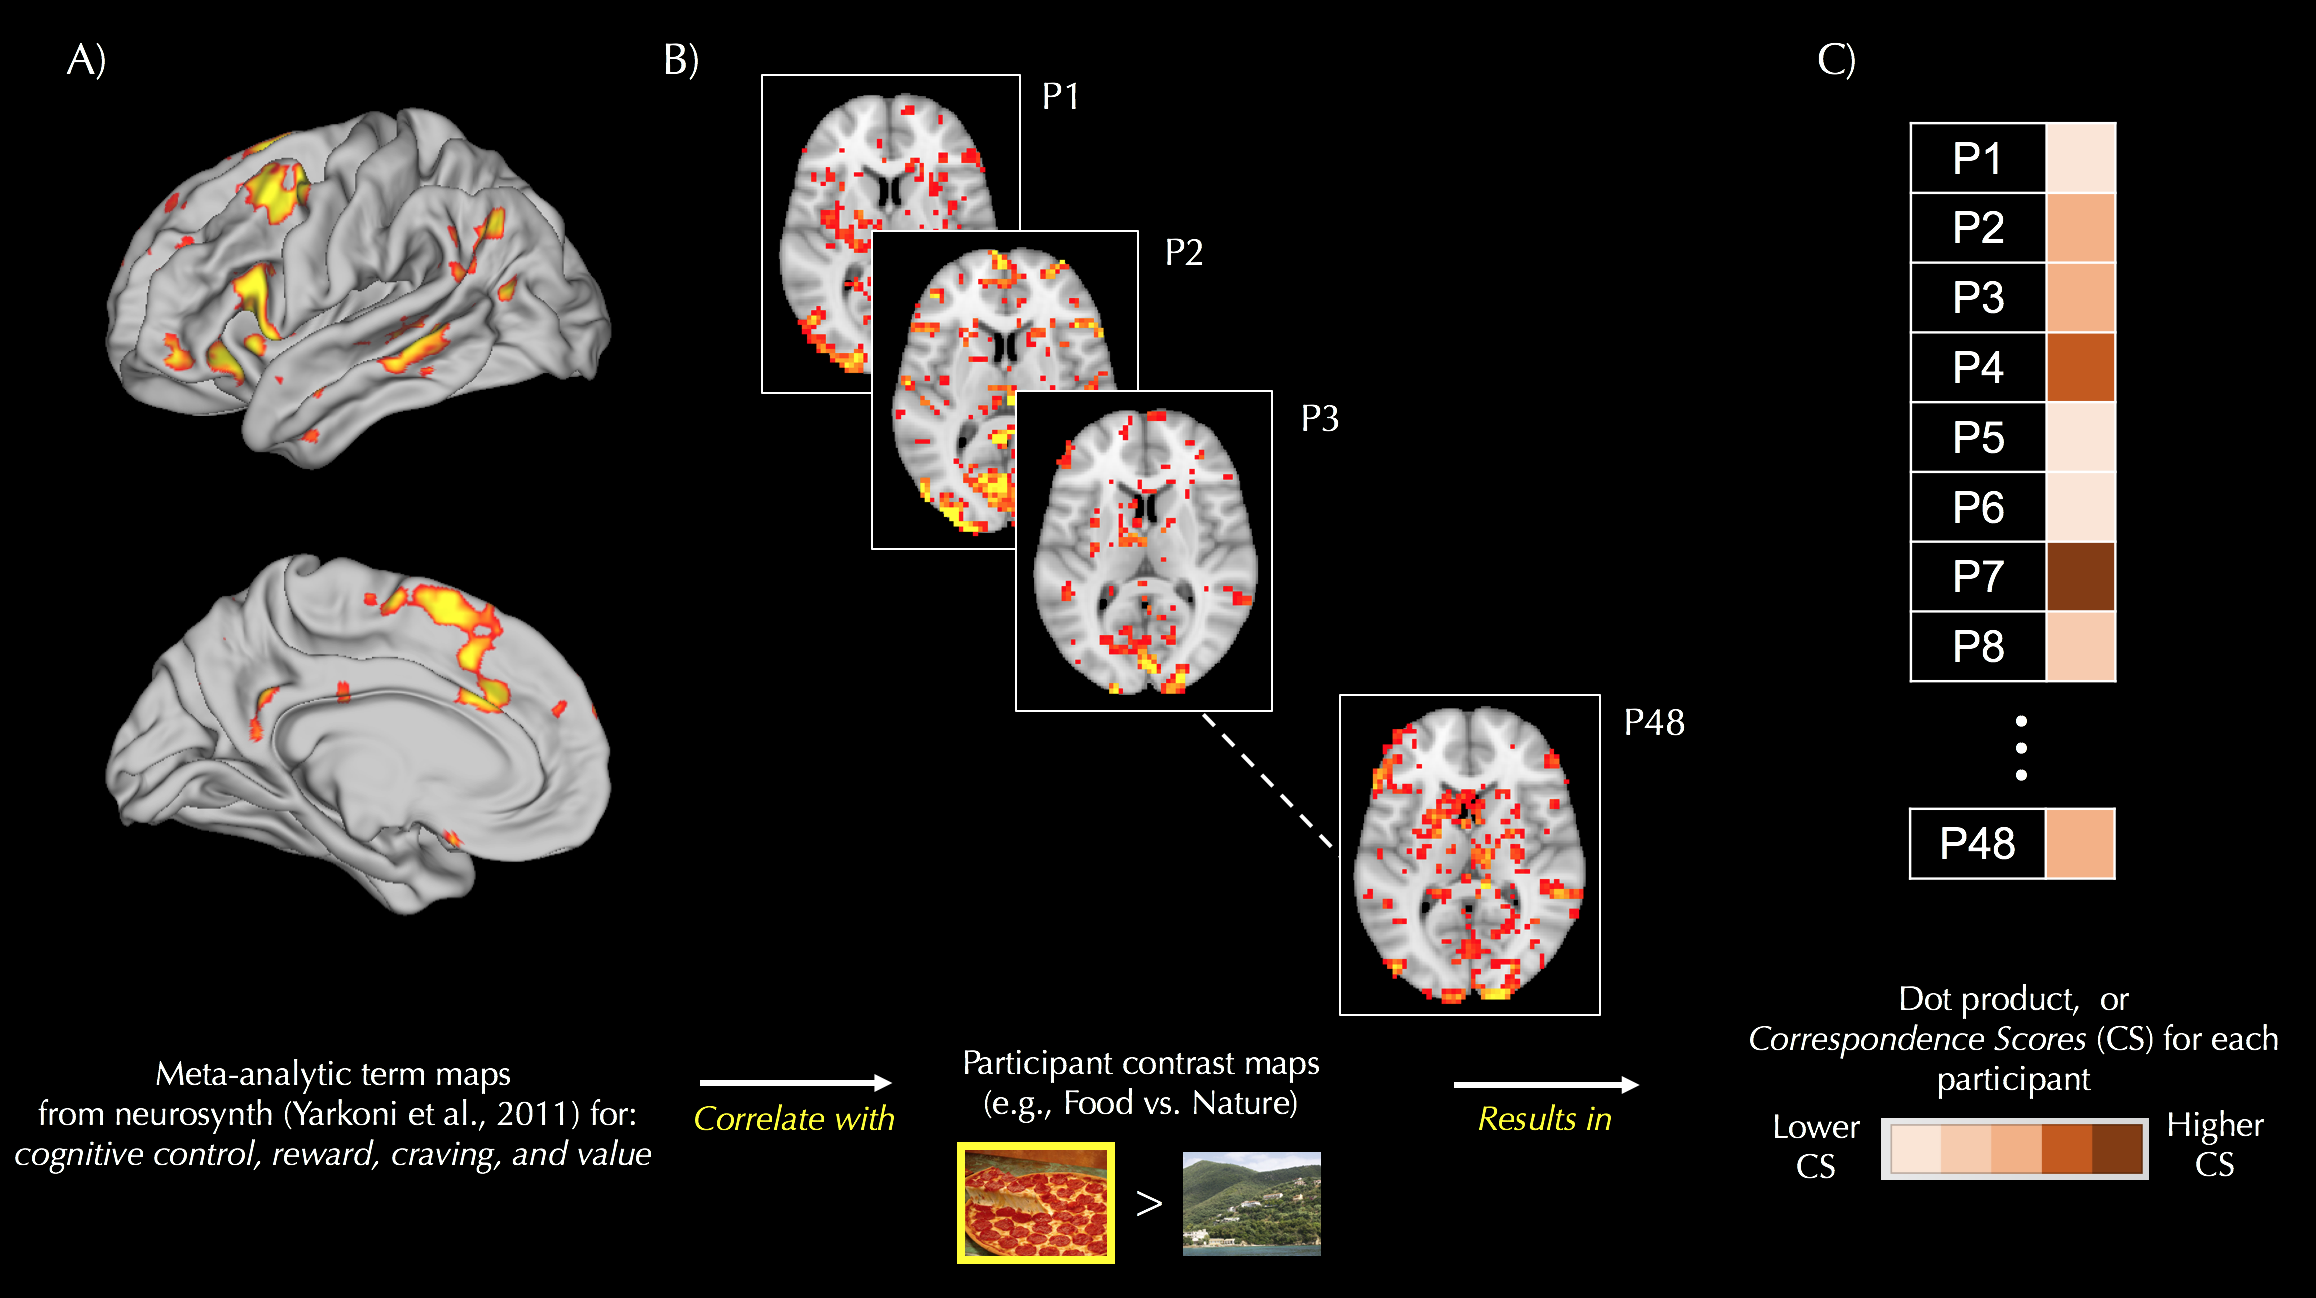 A)
B)
P1
P2
P3
P48
C)
P1
P2
P3
P4
P5
P6
P7
P8
P48
Meta-analytic term maps
from neurosynth (Yarkoni et al., 2011) for:
cognitive control, reward, craving, and value
Correlate with
Participant contrast maps
(e.g., Food vs. Nature)
>
Results in
Dot product, or
Correspondence Scores (CS) for each
participant
Lower
CS
Higher
CS